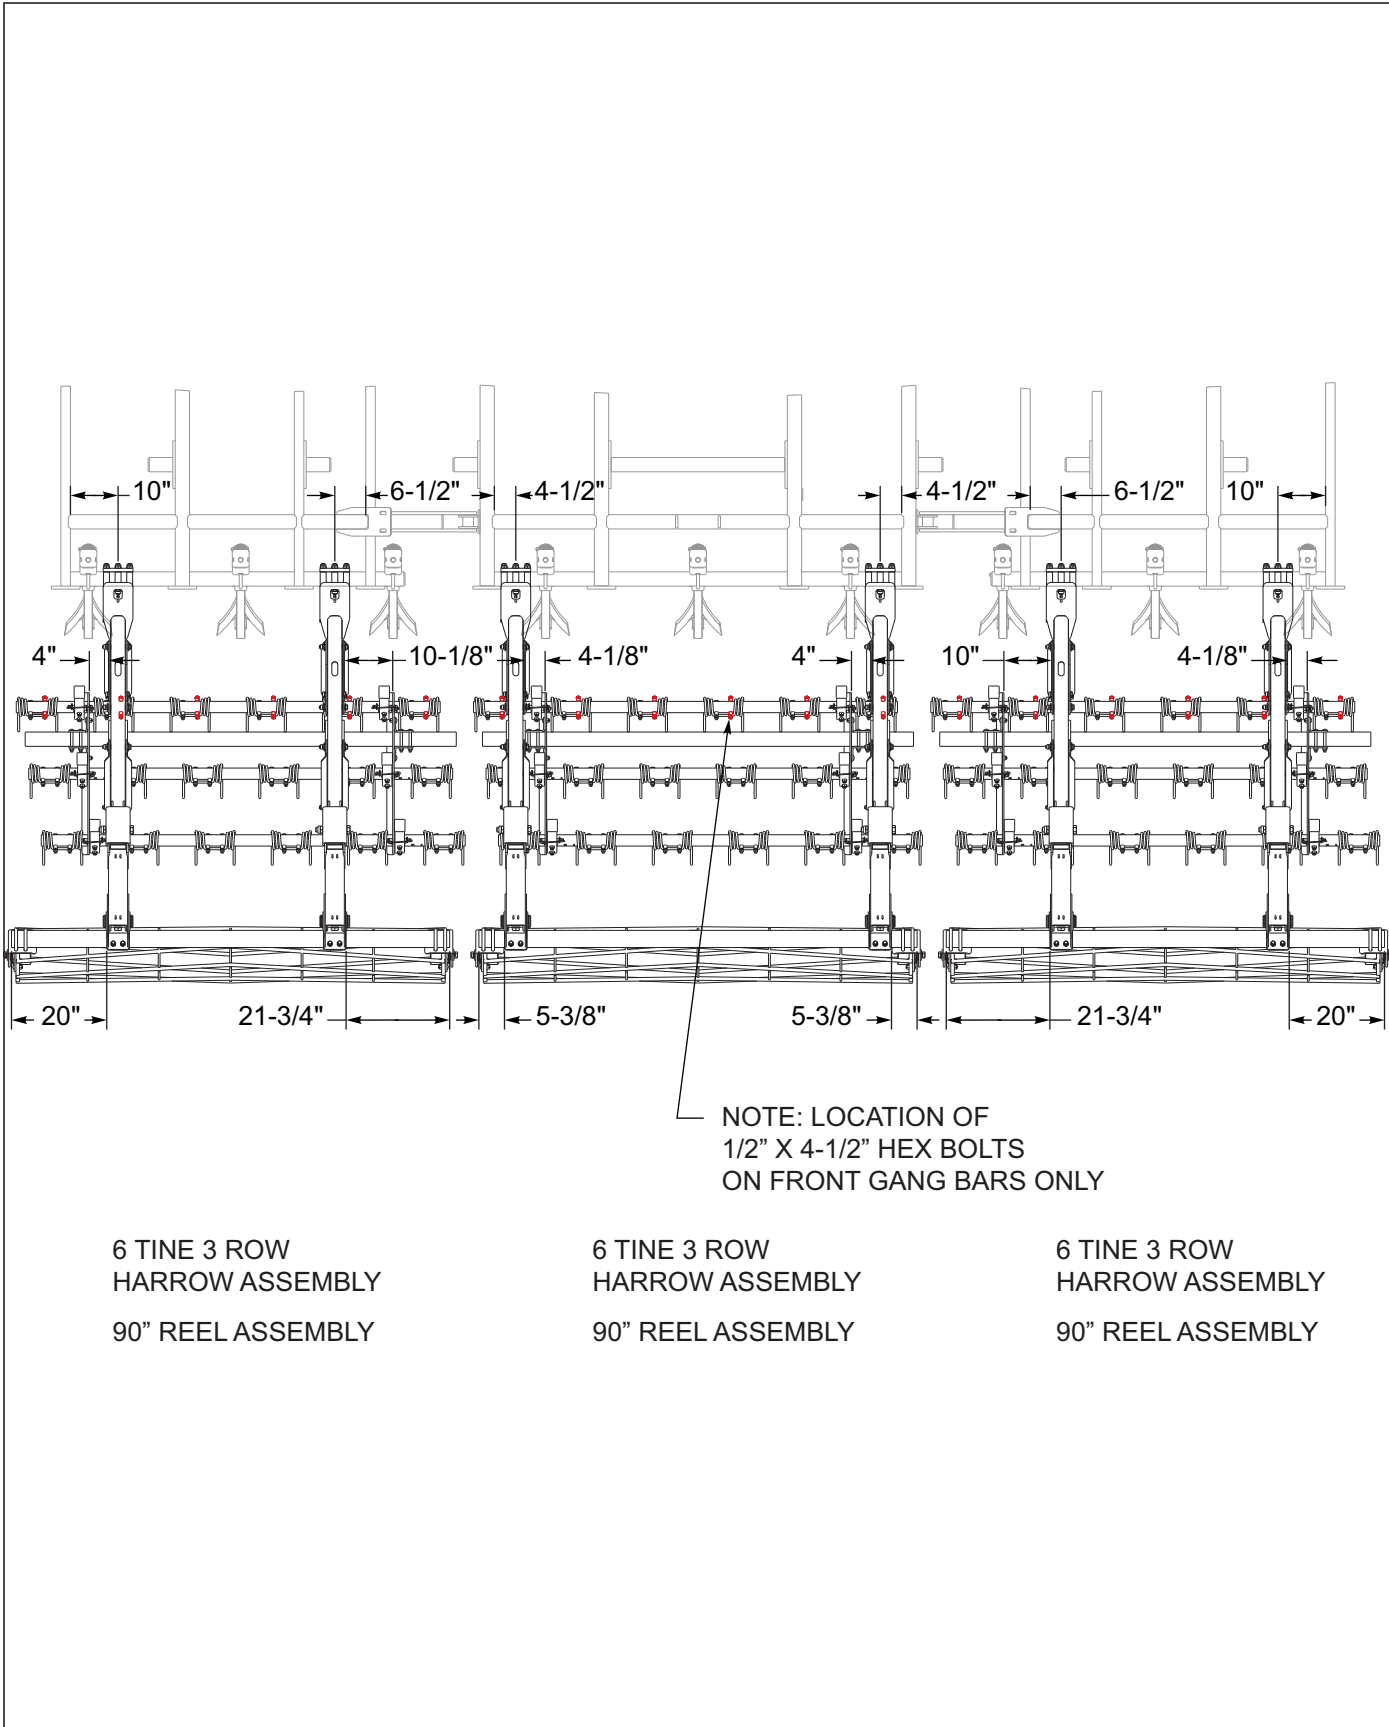 10" 6-1/2" 4-1/2" 4-1/2" 6-1/2" 10"
4" 10-1/8" 4-1/8" 4" 10" 4-1/8"
20" 21-3/4" 5-3/8" 5-3/8" 21-3/4" 20"
NOTE: LOCATION OF
1/2” X 4-1/2” HEX BOLTS
ON FRONT GANG BARS ONLY
6 TINE 3 ROW
HARROW ASSEMBLY
90” REEL ASSEMBLY
6 TINE 3 ROW
HARROW ASSEMBLY
90” REEL ASSEMBLY
6 TINE 3 ROW
HARROW ASSEMBLY
90” REEL ASSEMBLY